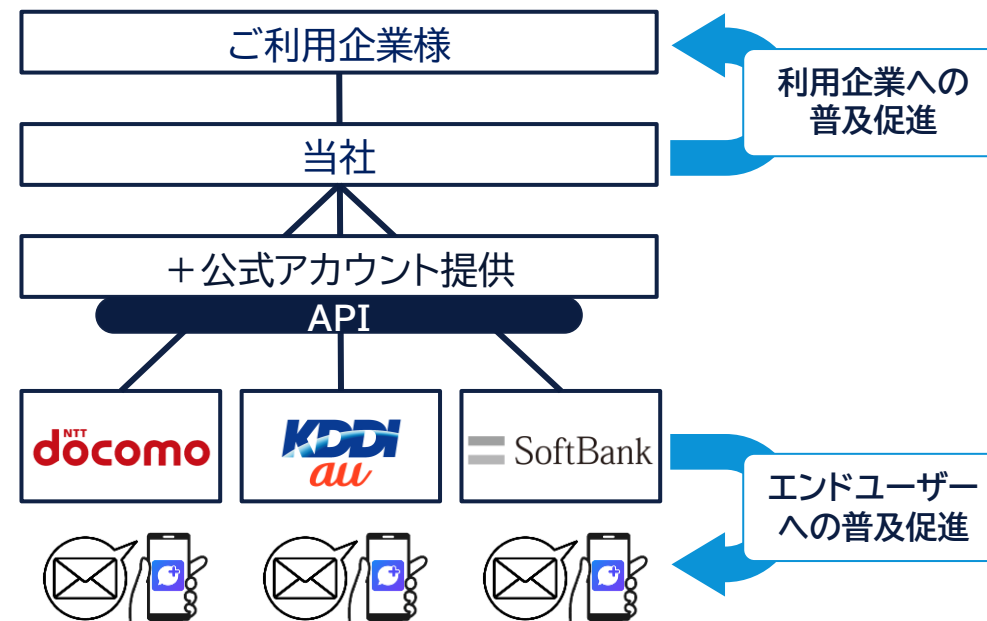 ご利用企業様
利用企業への
普及促進
当社
＋公式アカウント提供
API
NTT
docomo
KDDI
au
SoftBank
エンドユーザー
への普及促進